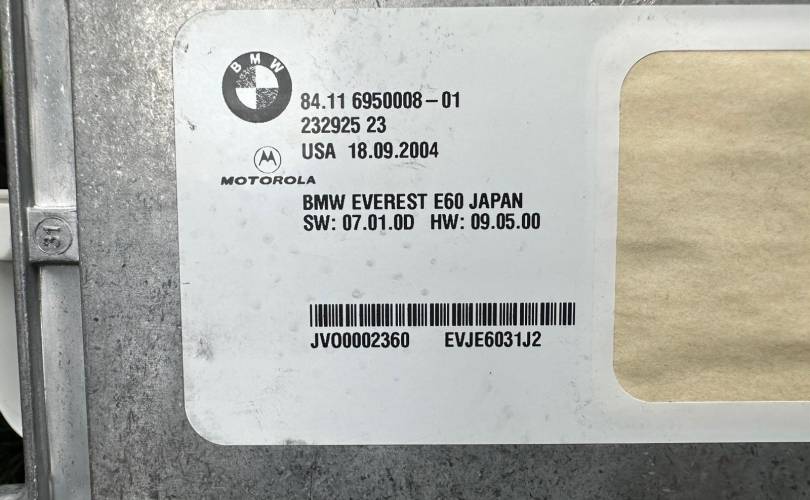 BMW
84.11 6950008-01
232925 23
USA 18.09.2004
MOTOROLA
BMW EVEREST E60 JAPAN
SW: 07.01.0D HW: 09.05.00
JVO0002360 EVJE6031J2
31